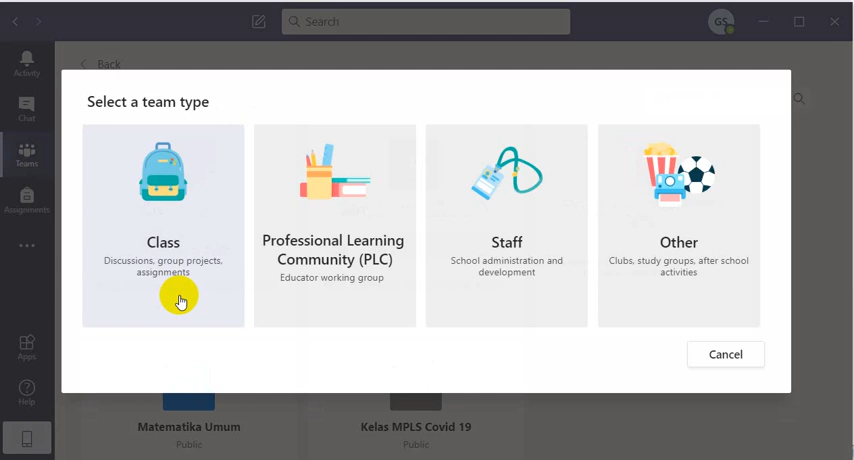 Search
GS
Back
Activity
Chat
Teams
Assignments
Apps
Help
Select a team type
Class
Discussions, group projects,
assignments
Professional Learning
Community (PLC)
Educator working group
Staff
School administration and
development
Other
Clubs, study groups, after school
activities
Cancel
Matematika Umum
Public
Kelas MPLS Covid 19
Public